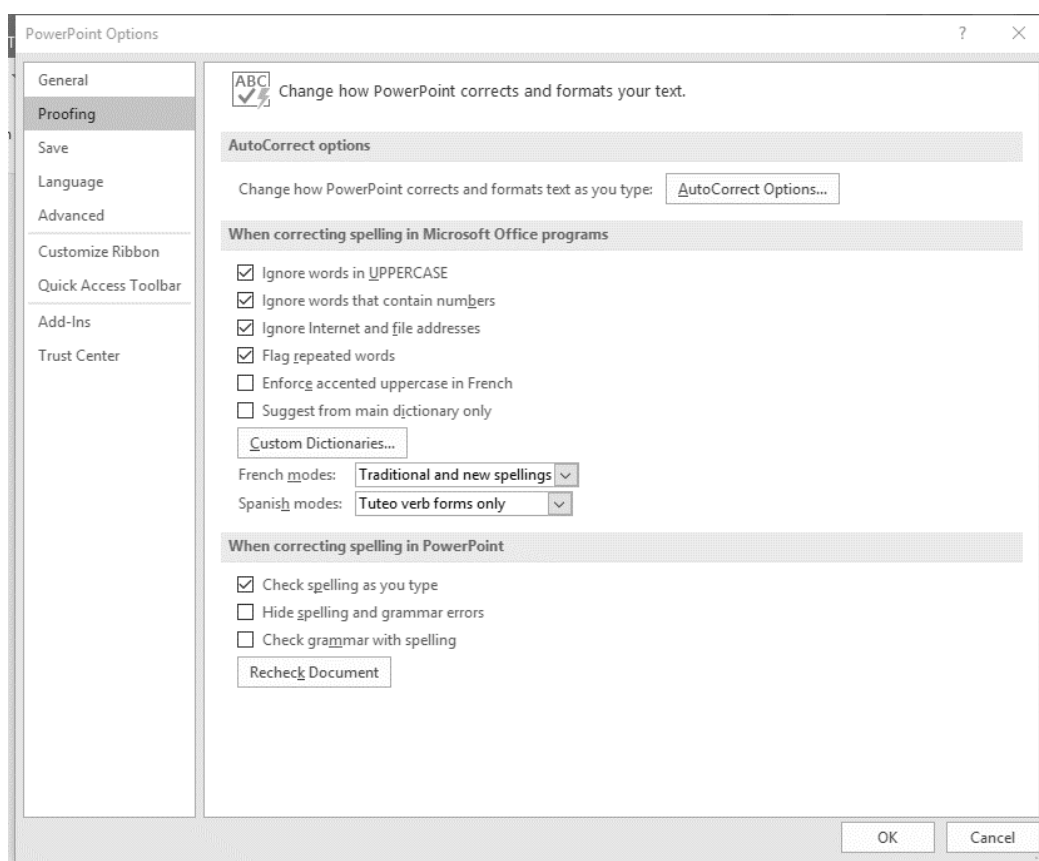 PowerPoint Options
?
General
Proofing
Save
Language
Advanced
Customize Ribbon
Quick Access Toolbar
Add-Ins
Trust Center
ABC
Change how PowerPoint corrects and formats your text.
AutoCorrect options
Change how PowerPoint corrects and formats text as you type: AutoCorrect Options...
When correcting spelling in Microsoft Office programs
Ignore words in UPPERCASE
Ignore words that contain numbers
Ignore Internet and file addresses
Flag repeated words
Enforce accented uppercase in French
Suggest from main dictionary only
Custom Dictionaries...
French modes: Traditional and new spellings
Spanish modes: Tuteo verb forms only
When correcting spelling in PowerPoint
Check spelling as you type
Hide spelling and grammar errors
Check grammar with spelling
Recheck Document
OK Cancel